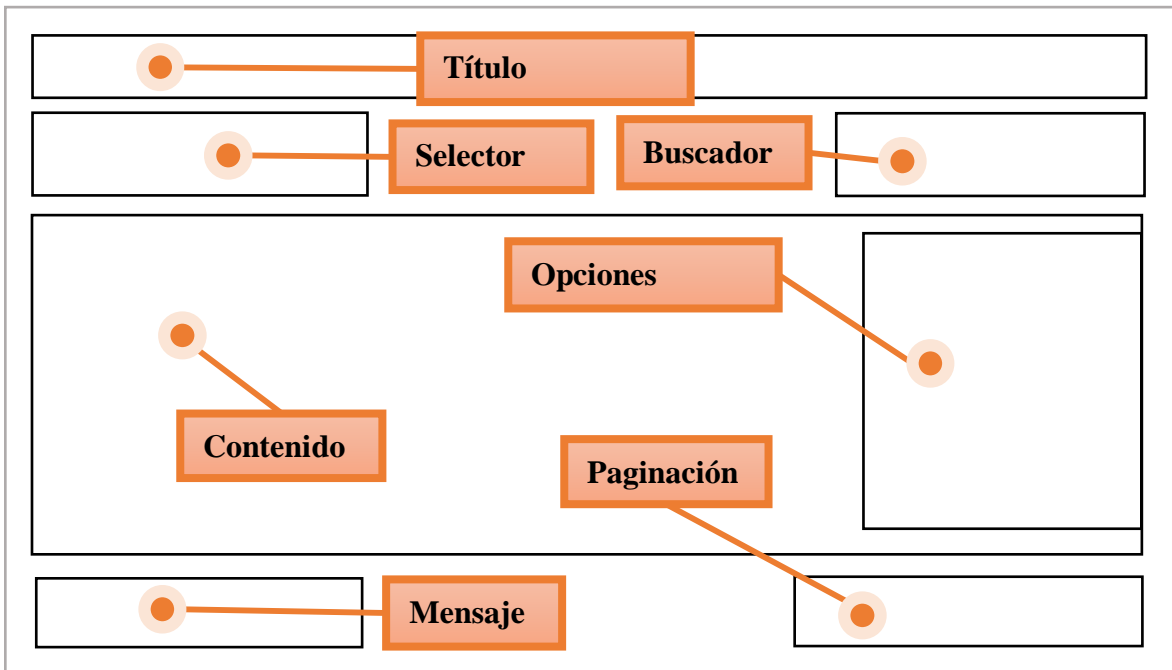 Título
Selector
Buscador
Opciones
Contenido
Paginación
Mensaje